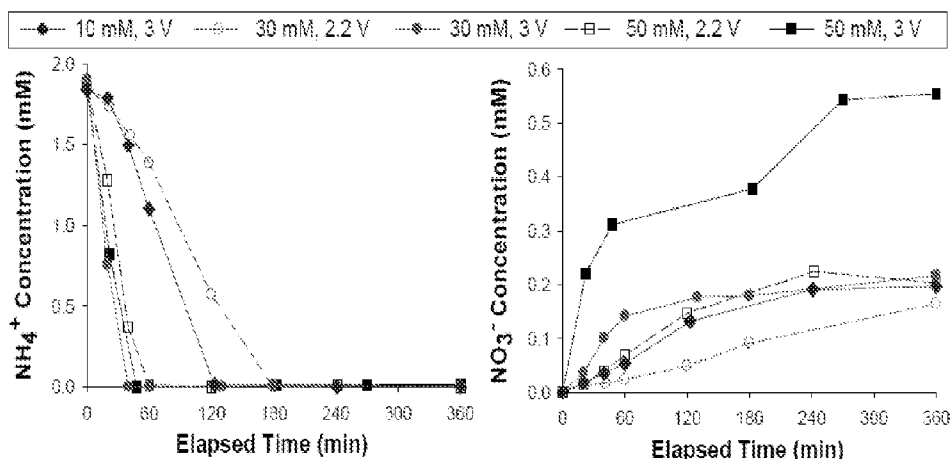 10 mM, 3 V 30 mM, 2.2 V 30 mM, 3 V 50 mM, 2.2 V 50 mM, 3 V
NH4+ Concentration (mM)
2.0
1.5
1.0
0.5
0.0
0 60 120 180 240 300 360
Elapsed Time (min)
NO3- Concentration (mM)
0.6
0.5
0.4
0.3
0.2
0.1
0.0
0 60 120 180 240 360 360
Elapsed Time (min)